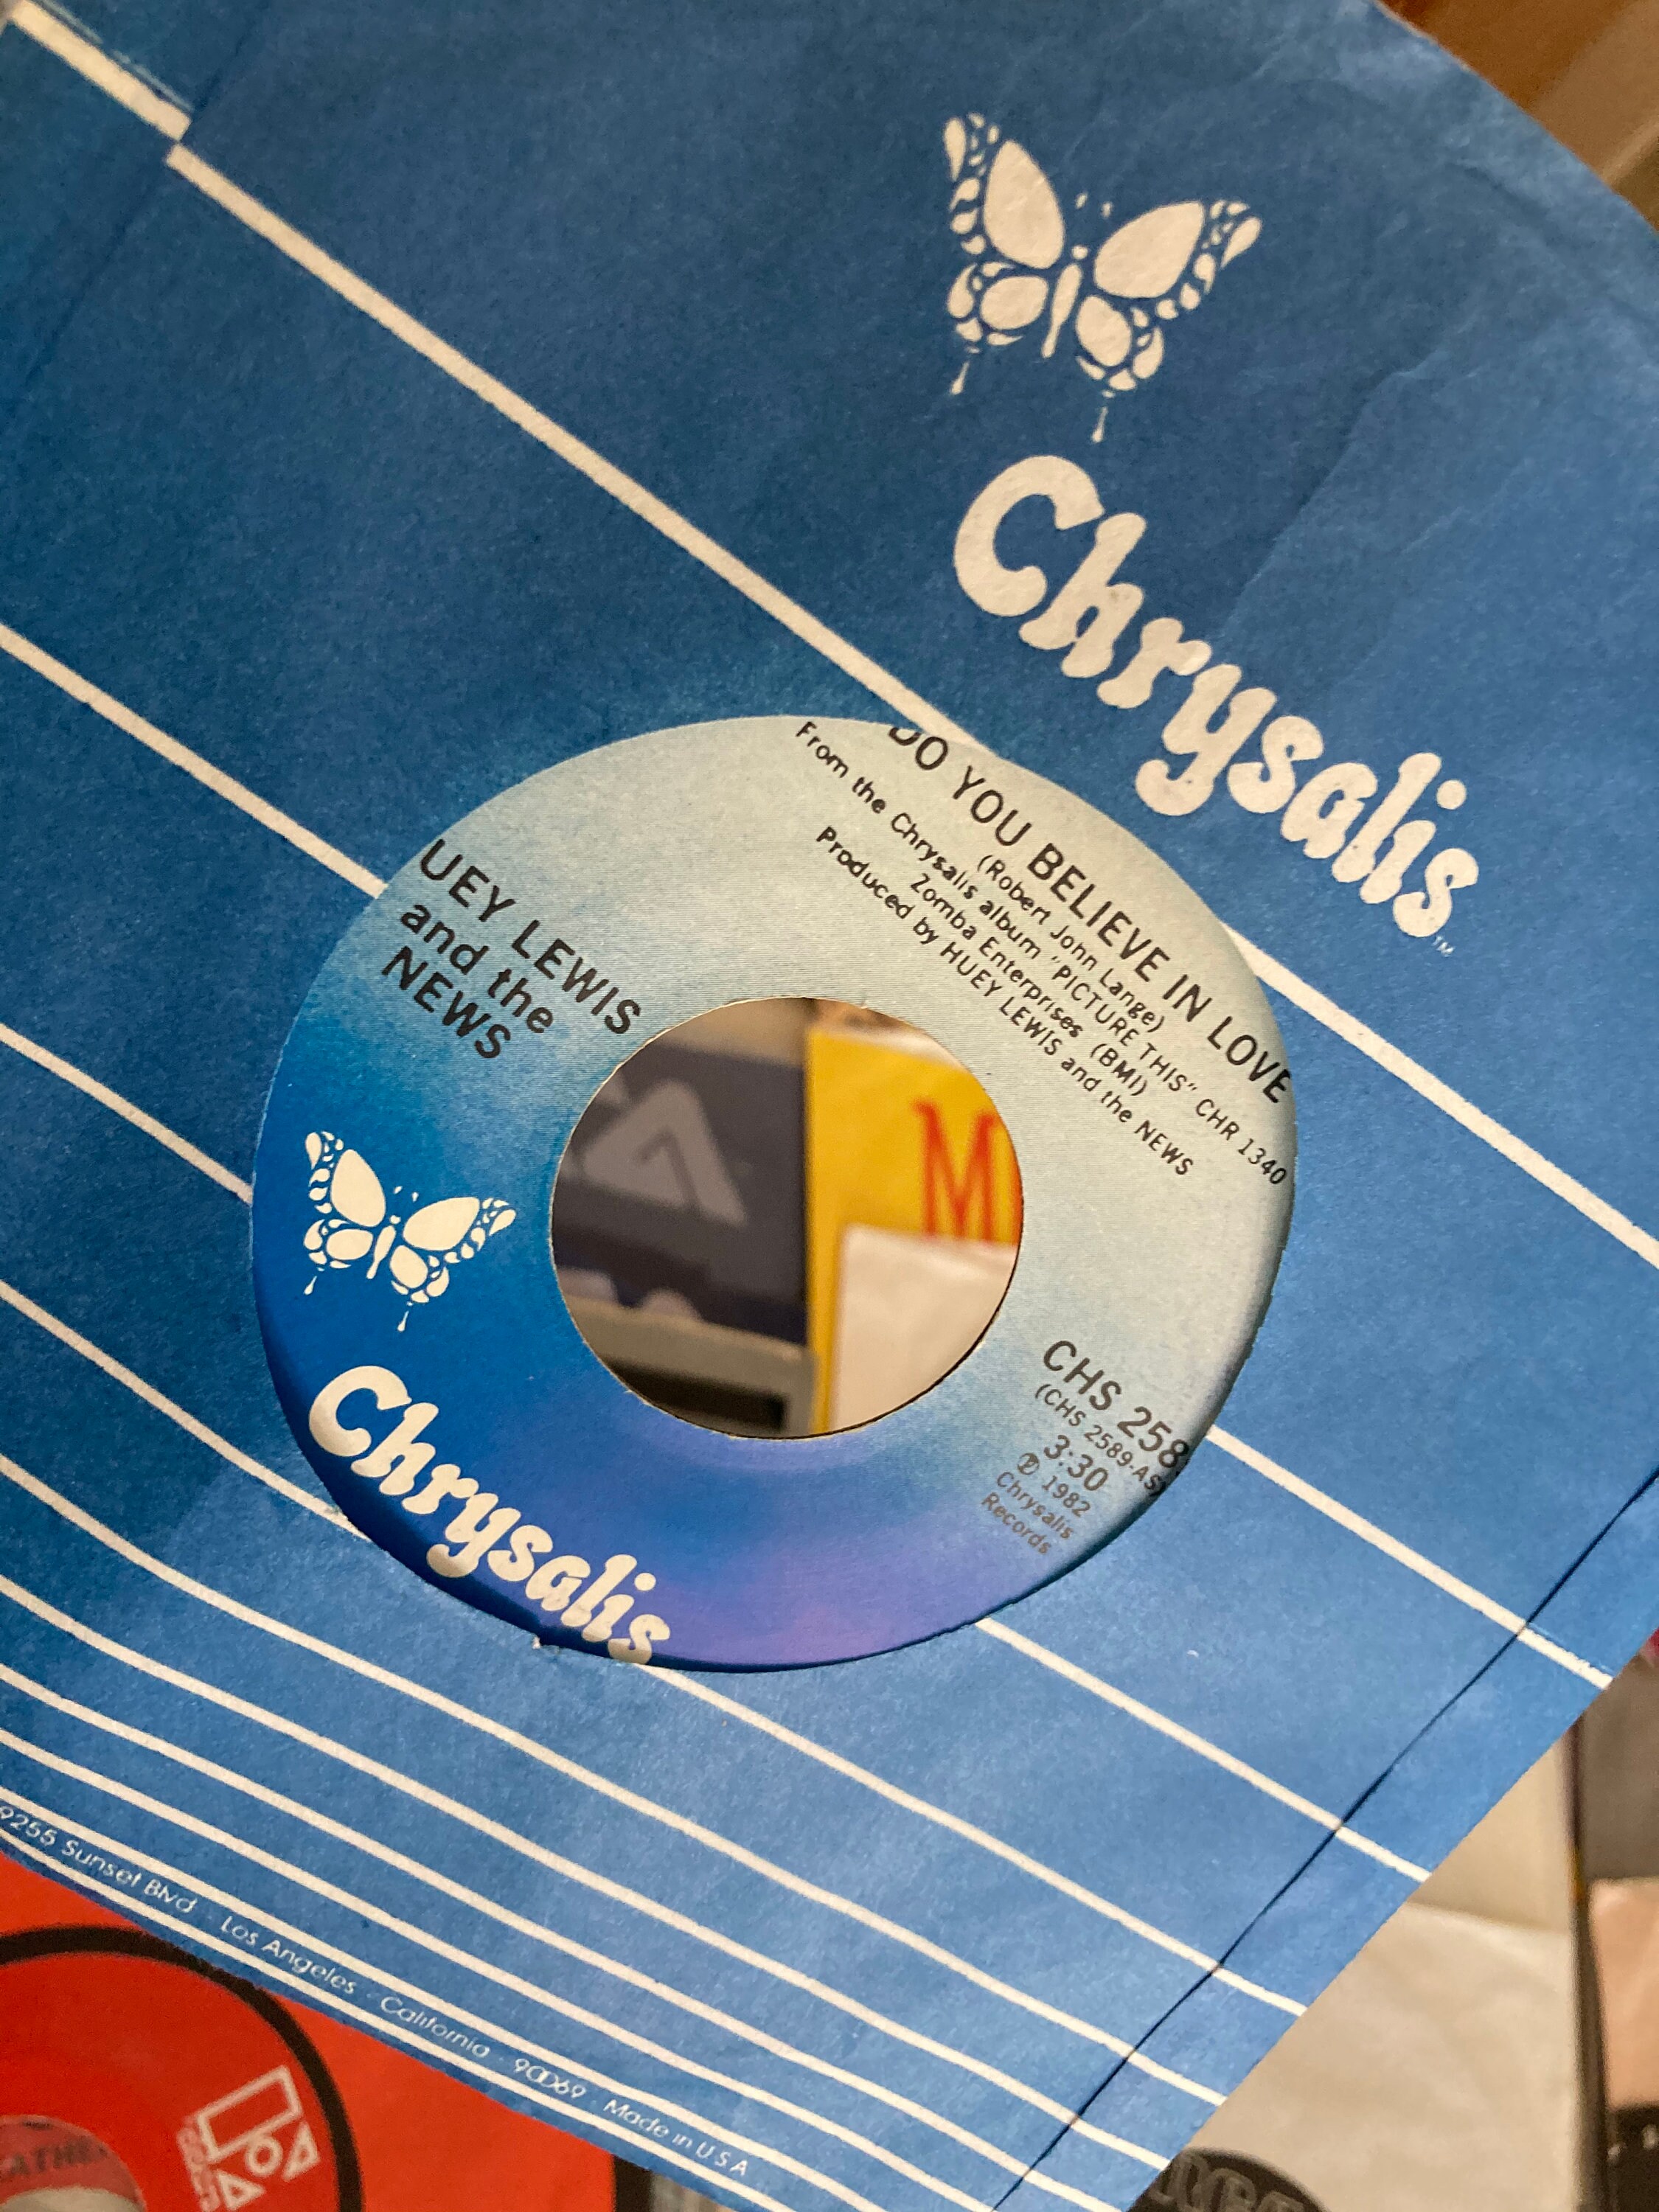 Chrysalis
TM
DO YOU BELIEVE IN LOVE
(Robert John Lange)
From the Chrysalis album "PICTURE THIS" CHR 1340
Zomba Enterprises (BMI)
Produced by HUEY LEWIS and the NEWS
UEY LEWIS
and the
NEWS
M
CHS 258
(CHS 2589-AS
3:30
℗ 1982
Chrysalis
Records
Chrysalis
9255 Sunset Blvd · Los Angeles · California · 90069 · Made in U.S.A
EATHE